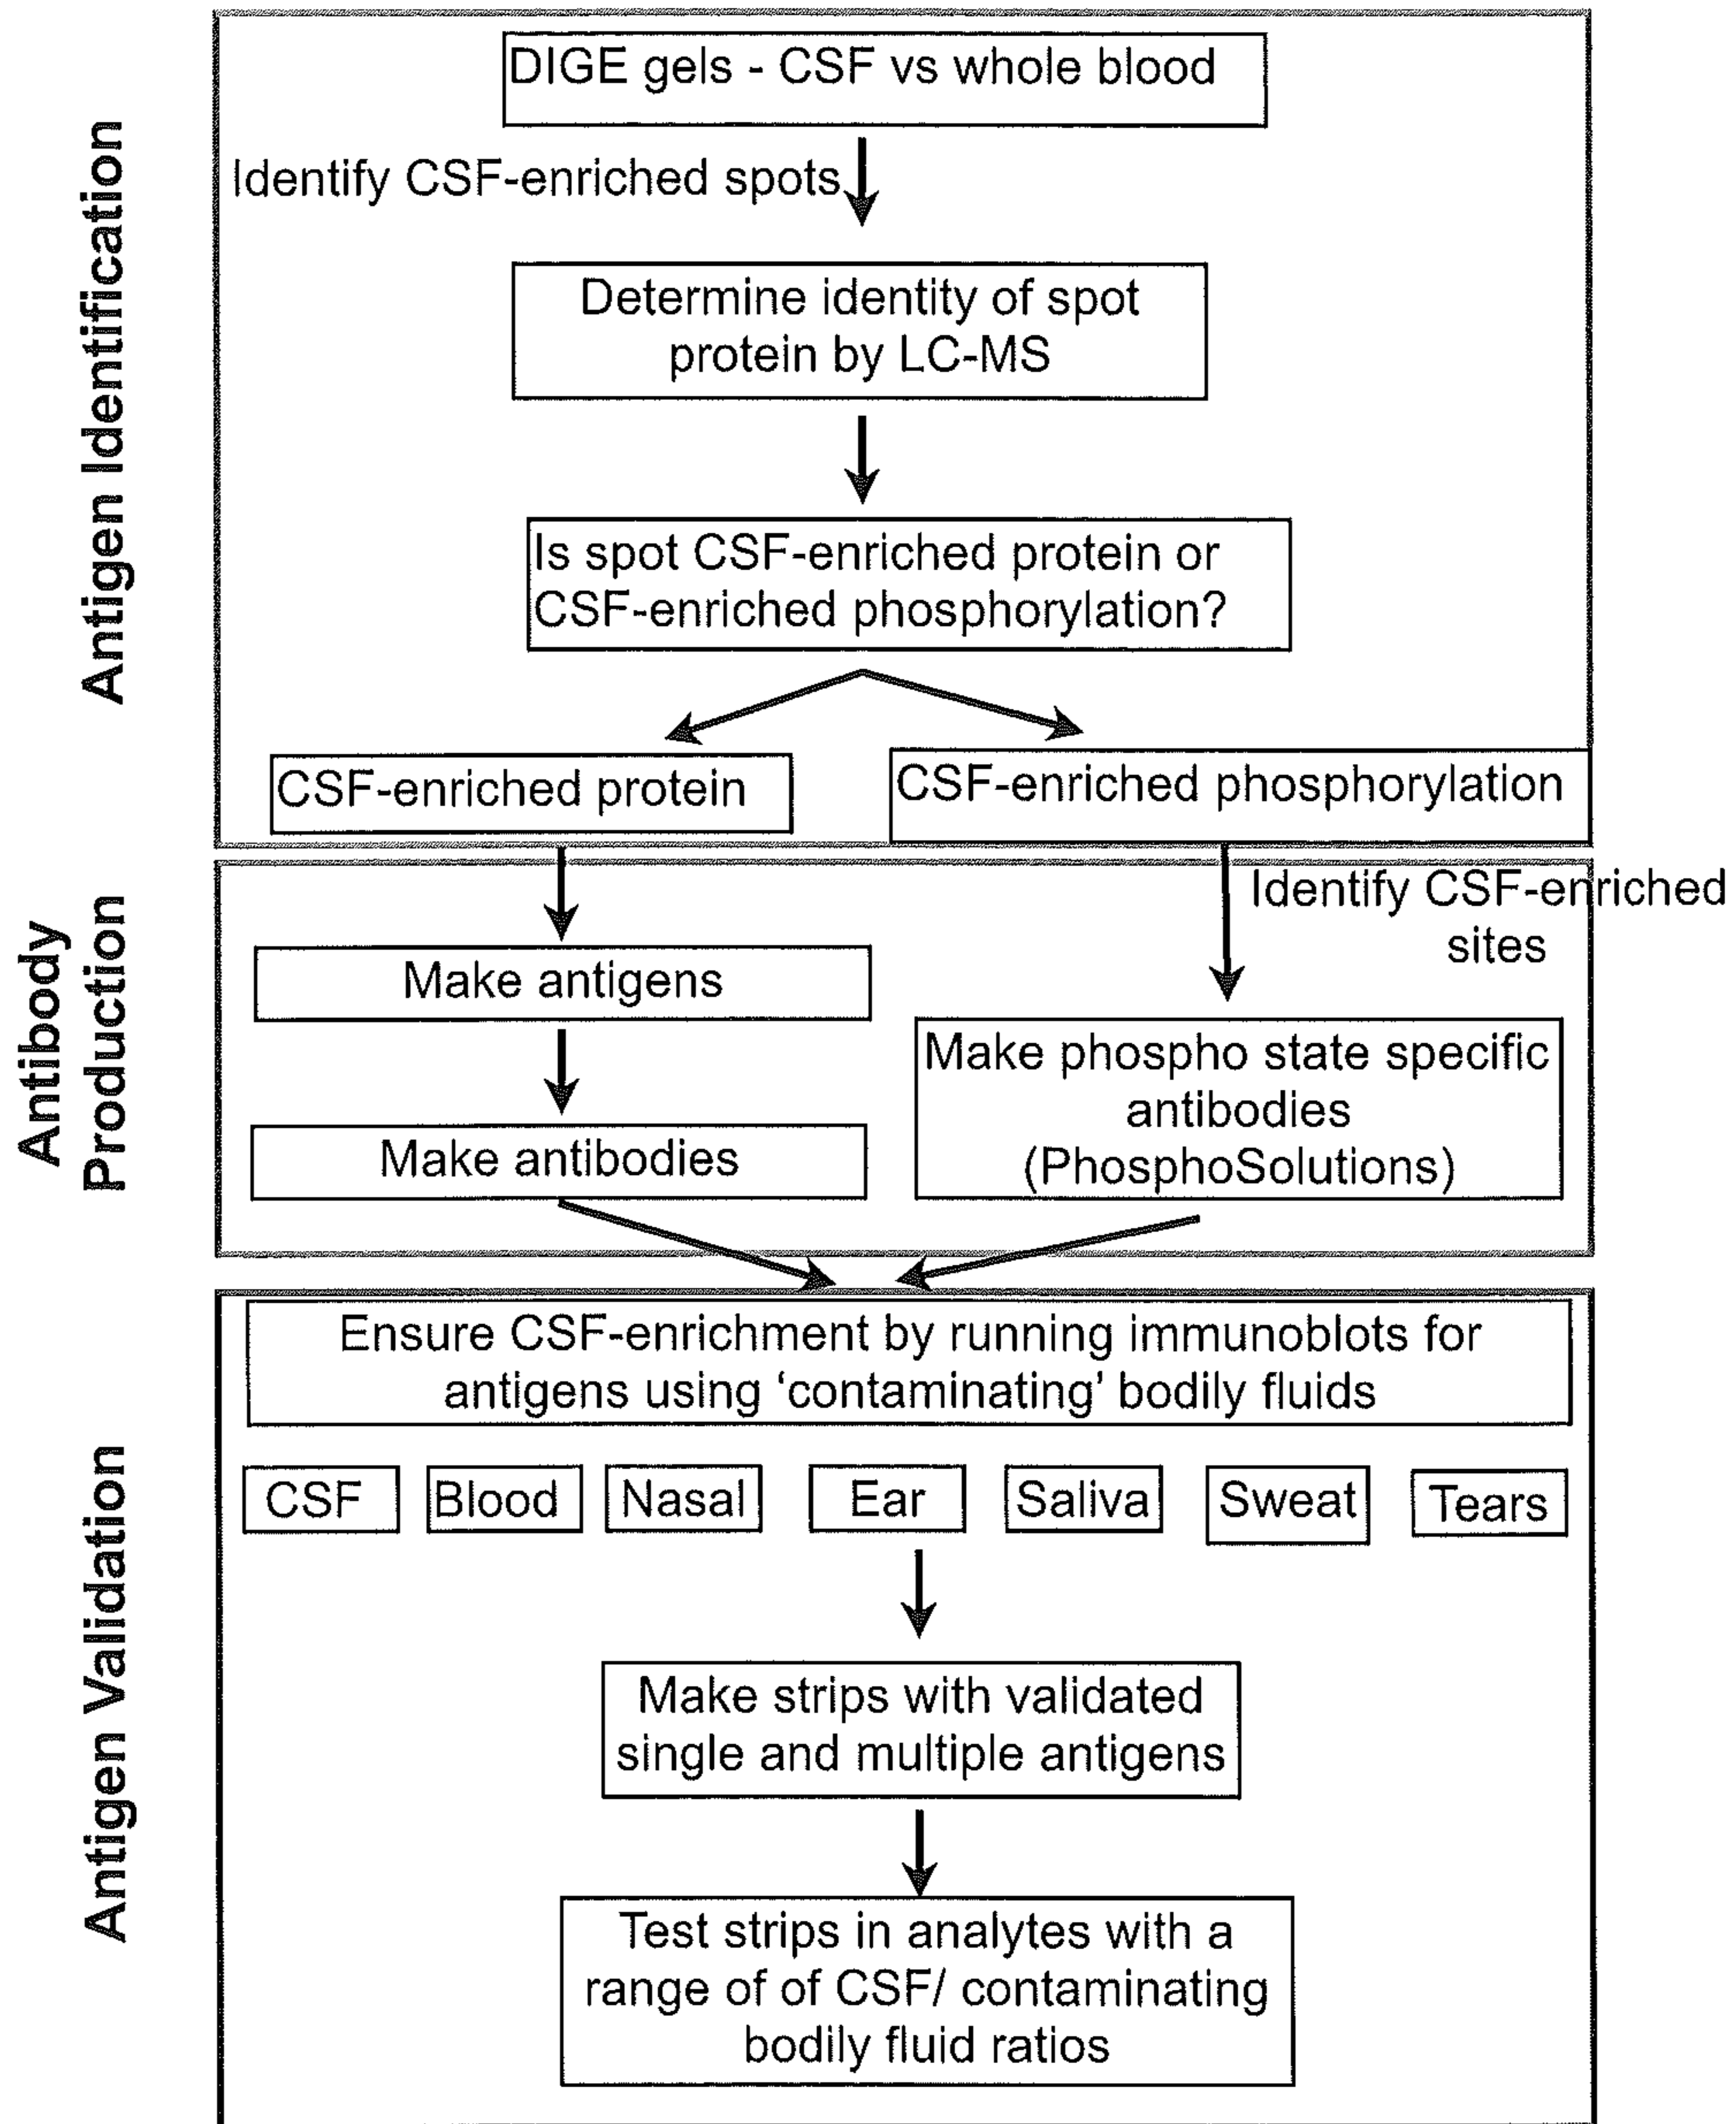 Antigen Identification
DIGE gels - CSF vs whole blood
Identify CSF-enriched spots
Determine identity of spot
protein by LC-MS
Is spot CSF-enriched protein or
CSF-enriched phosphorylation?
CSF-enriched protein
CSF-enriched phosphorylation
Antibody
Production
Identify CSF-enriched
sites
Make antigens
Make antibodies
Make phospho state specific
antibodies
(PhosphoSolutions)
Antigen Validation
Ensure CSF-enrichment by running immunoblots for
antigens using ‘contaminating’ bodily fluids
CSF
Blood
Nasal
Ear
Saliva
Sweat
Tears
Make strips with validated
single and multiple antigens
Test strips in analytes with a
range of of CSF/ contaminating
bodily fluid ratios